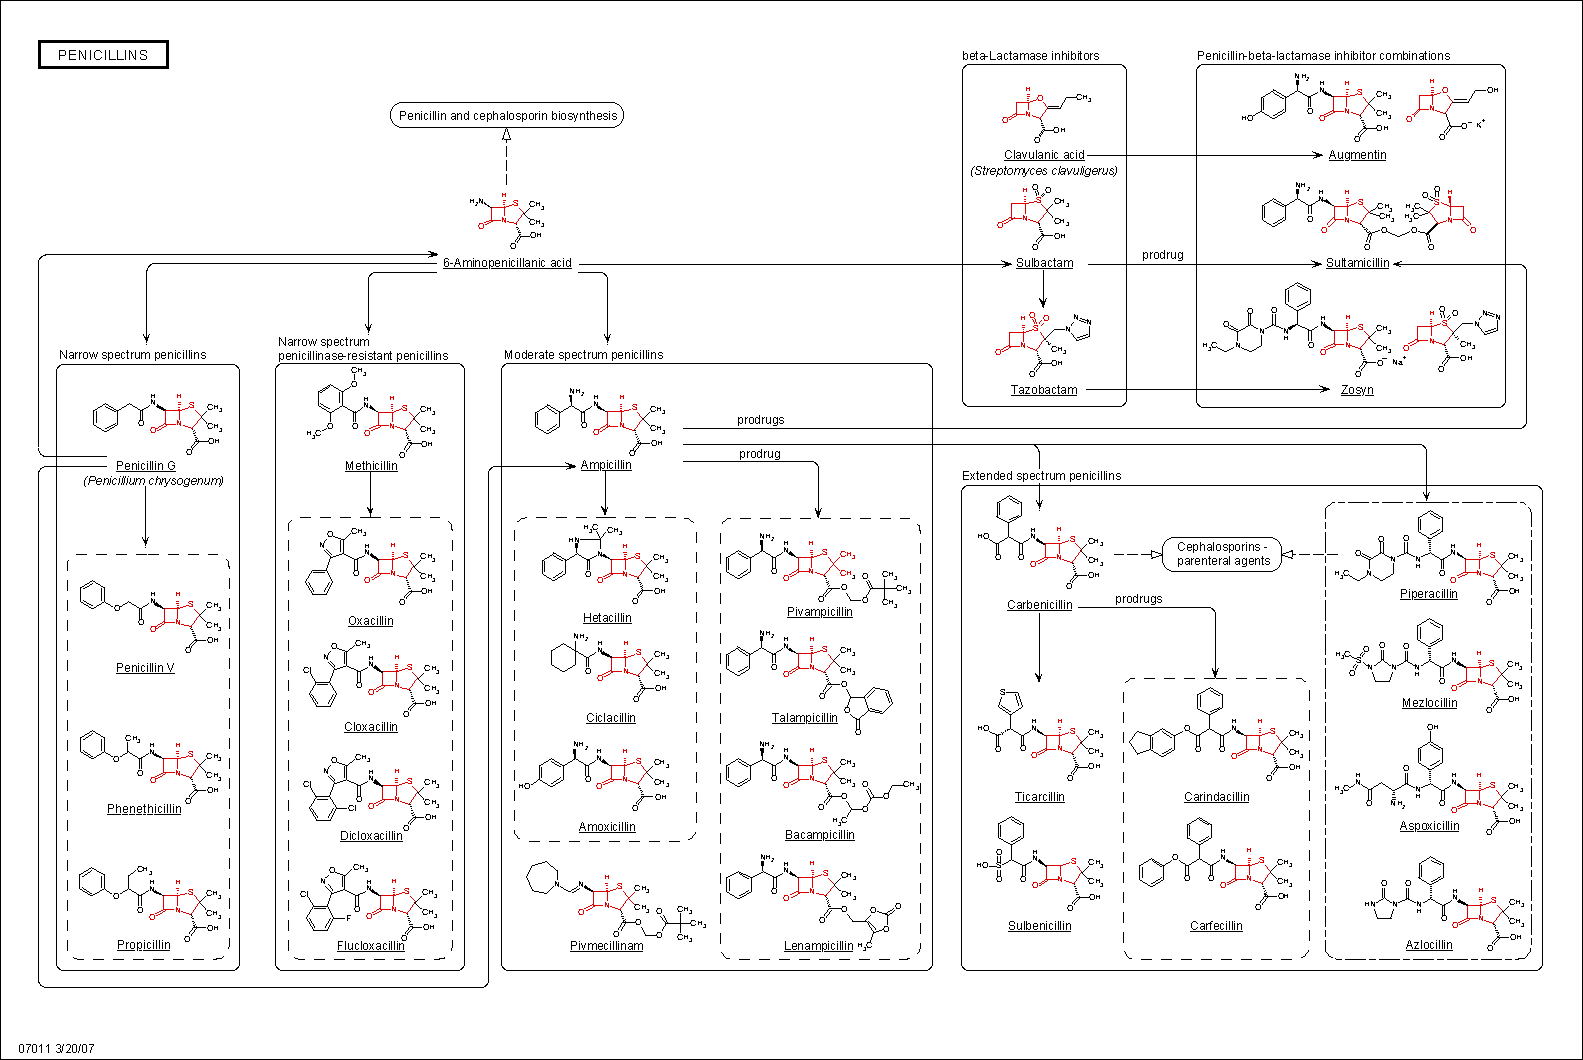 PENICILLINS
Penicillin and cephalosporin biosynthesis
6-Aminopenicillanic acid
beta-Lactamase inhibitors
Clavulanic acid
(Streptomyces clavuligerus)
Sulbactam
Tazobactam
Penicillin-beta-lactamase inhibitor combinations
Augmentin
prodrug
Sultamicillin
Zosyn
Narrow spectrum penicillins
Penicillin G
(Penicillium chrysogenum)
Penicillin V
Phenethicillin
Propicillin
Narrow spectrum
penicillinase-resistant penicillins
Methicillin
Oxacillin
Cloxacillin
Dicloxacillin
Flucloxacillin
Moderate spectrum penicillins
Ampicillin
prodrugs
prodrug
Hetacillin
Ciclacillin
Amoxicillin
Pivmecillinam
Pivampicillin
Talampicillin
Bacampicillin
Lenampicillin
Extended spectrum penicillins
Carbenicillin
prodrugs
Cephalosporins -
parenteral agents
Ticarcillin
Sulbenicillin
Carindacillin
Carfecillin
Piperacillin
Mezlocillin
Aspoxicillin
Azlocillin
07011 3/20/07